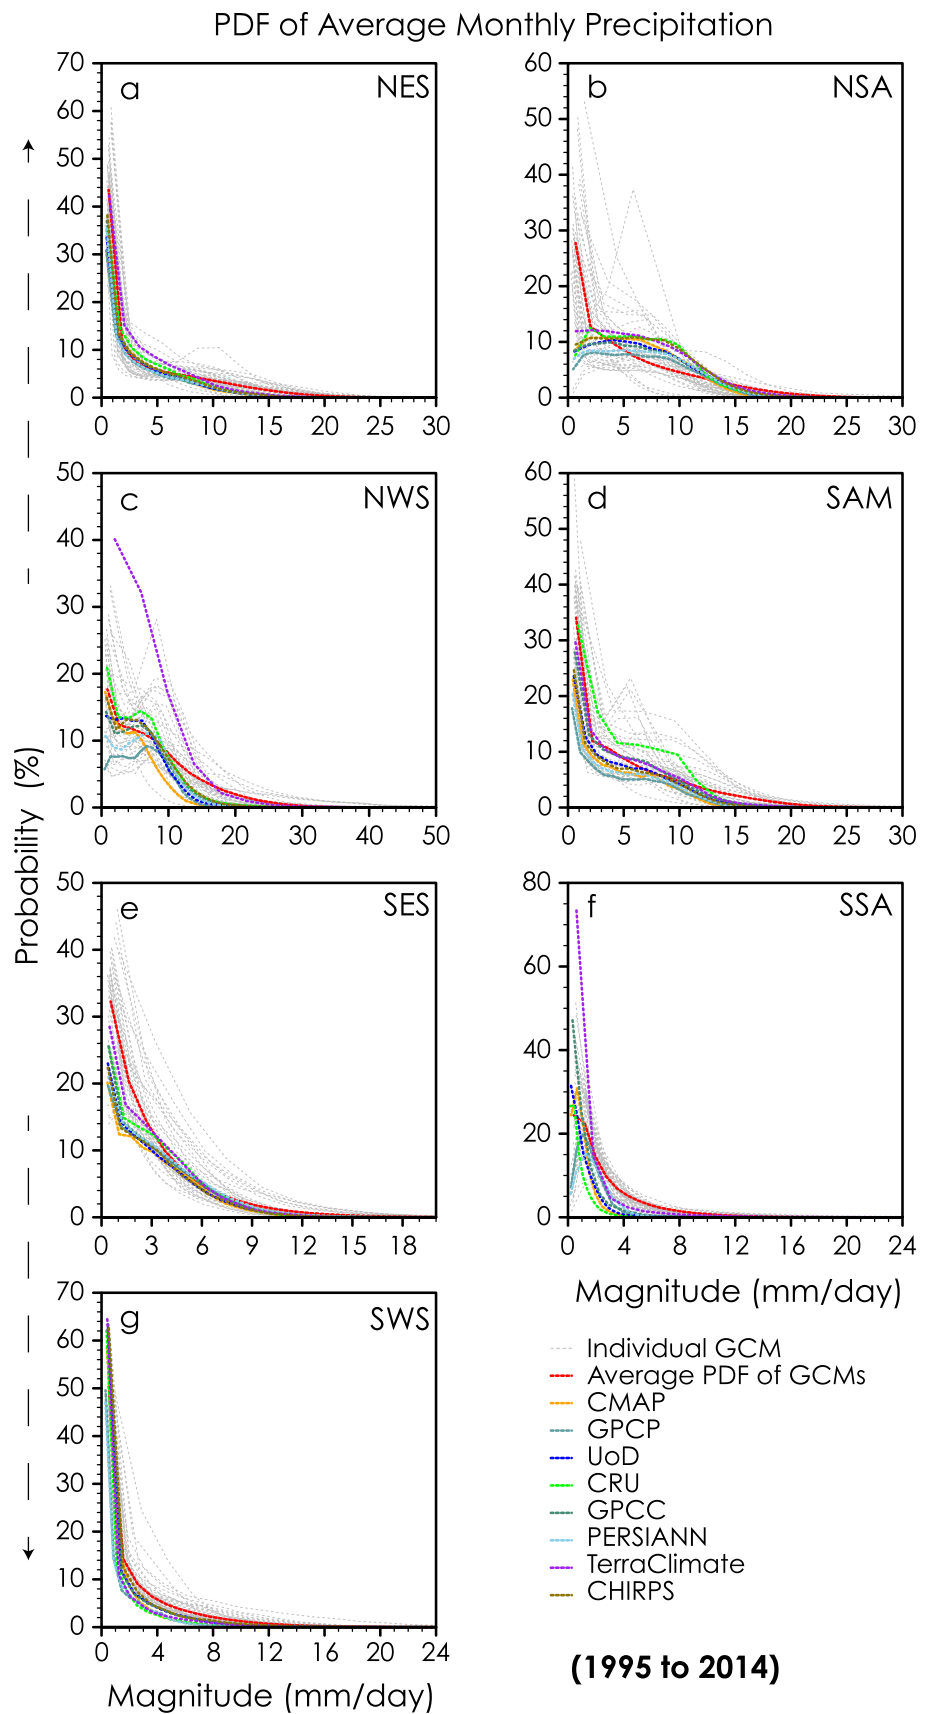 PDF of Average Monthly Precipitation
70
60
50
40
30
20
10
0
a
NES
0 5 10 15 20 25 30
60
50
40
30
20
10
0
b
NSA
0 5 10 15 20 25 30
50
40
30
20
10
0
c
NWS
0 10 20 30 40 50
60
50
40
30
20
10
0
d
SAM
0 5 10 15 20 25 30
Probability (%)
50
40
30
20
10
0
e
SES
0 3 6 9 12 15 18
80
60
40
20
0
f
SSA
0 4 8 12 16 20 24
Magnitude (mm/day)
70
60
50
40
30
20
10
0
g
SWS
0 4 8 12 16 20 24
Magnitude (mm/day)
Individual GCM
Average PDF of GCMs
CMAP
GPCP
UoD
CRU
GPCC
PERSIANN
TerraClimate
CHIRPS
(1995 to 2014)